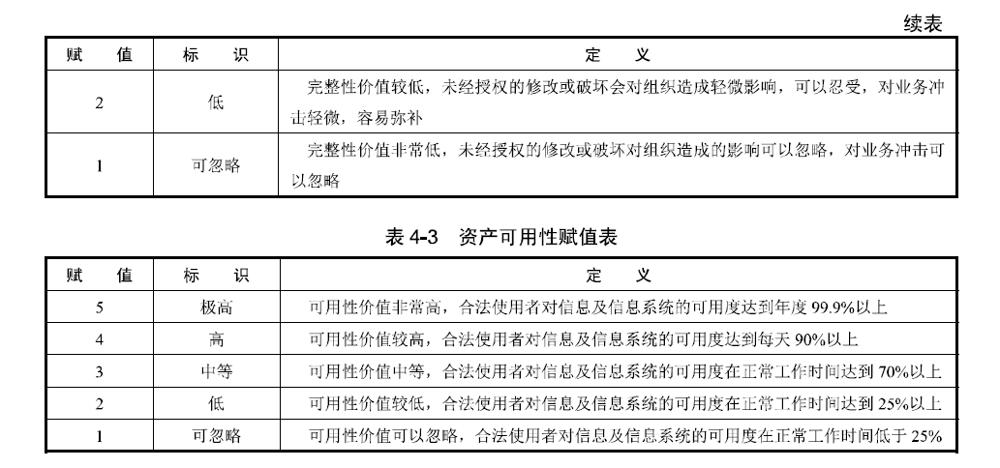 续表
赋 值 标 识 定 义
2 低 完整性价值较低，未经授权的修改或破坏会对组织造成轻微影响，可以忍受，对业务冲
击轻微，容易弥补
1 可忽略 完整性价值非常低，未经授权的修改或破坏对组织造成的影响可以忽略，对业务冲击可
以忽略
表 4-3 资产可用性赋值表
赋 值 标 识 定 义
5 极高 可用性价值非常高，合法使用者对信息及信息系统的可用度达到年度 99.9%以上
4 高 可用性价值较高，合法使用者对信息及信息系统的可用度达到每天 90%以上
3 中等 可用性价值中等，合法使用者对信息及信息系统的可用度在正常工作时间达到 70%以上
2 低 可用性价值较低，合法使用者对信息及信息系统的可用度在正常工作时间达到 25%以上
1 可忽略 可用性价值可以忽略，合法使用者对信息及信息系统的可用度在正常工作时间低于 25%